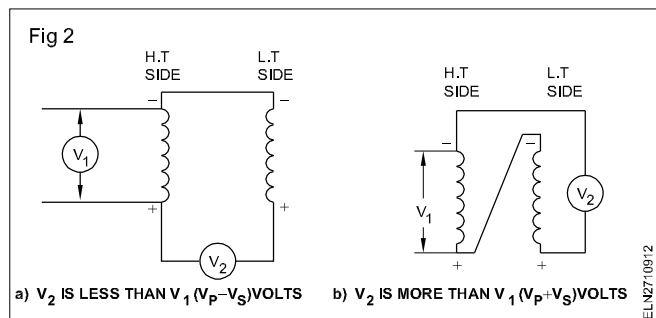 Fig 2
H.T
SIDE
L.T
SIDE
–
–
V1
+
+
V2
a) V2 IS LESS THAN V1 (VP–VS) VOLTS
H.T
SIDE
L.T
SIDE
–
–
V1
V2
+
+
b) V2 IS MORE THAN V1 (VP+VS) VOLTS
ELN2710912